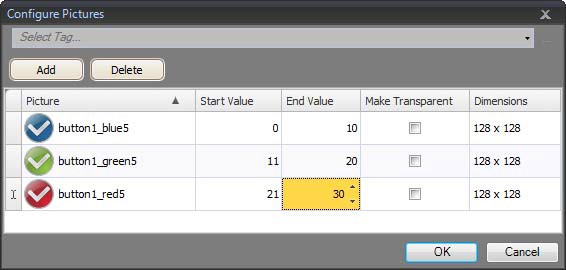 Configure Pictures
Select Tag...
Add Delete
Picture Start Value End Value Make Transparent Dimensions
button1_blue5 0 10 128 x 128
button1_green5 11 20 128 x 128
button1_red5 21 30 128 x 128
OK Cancel